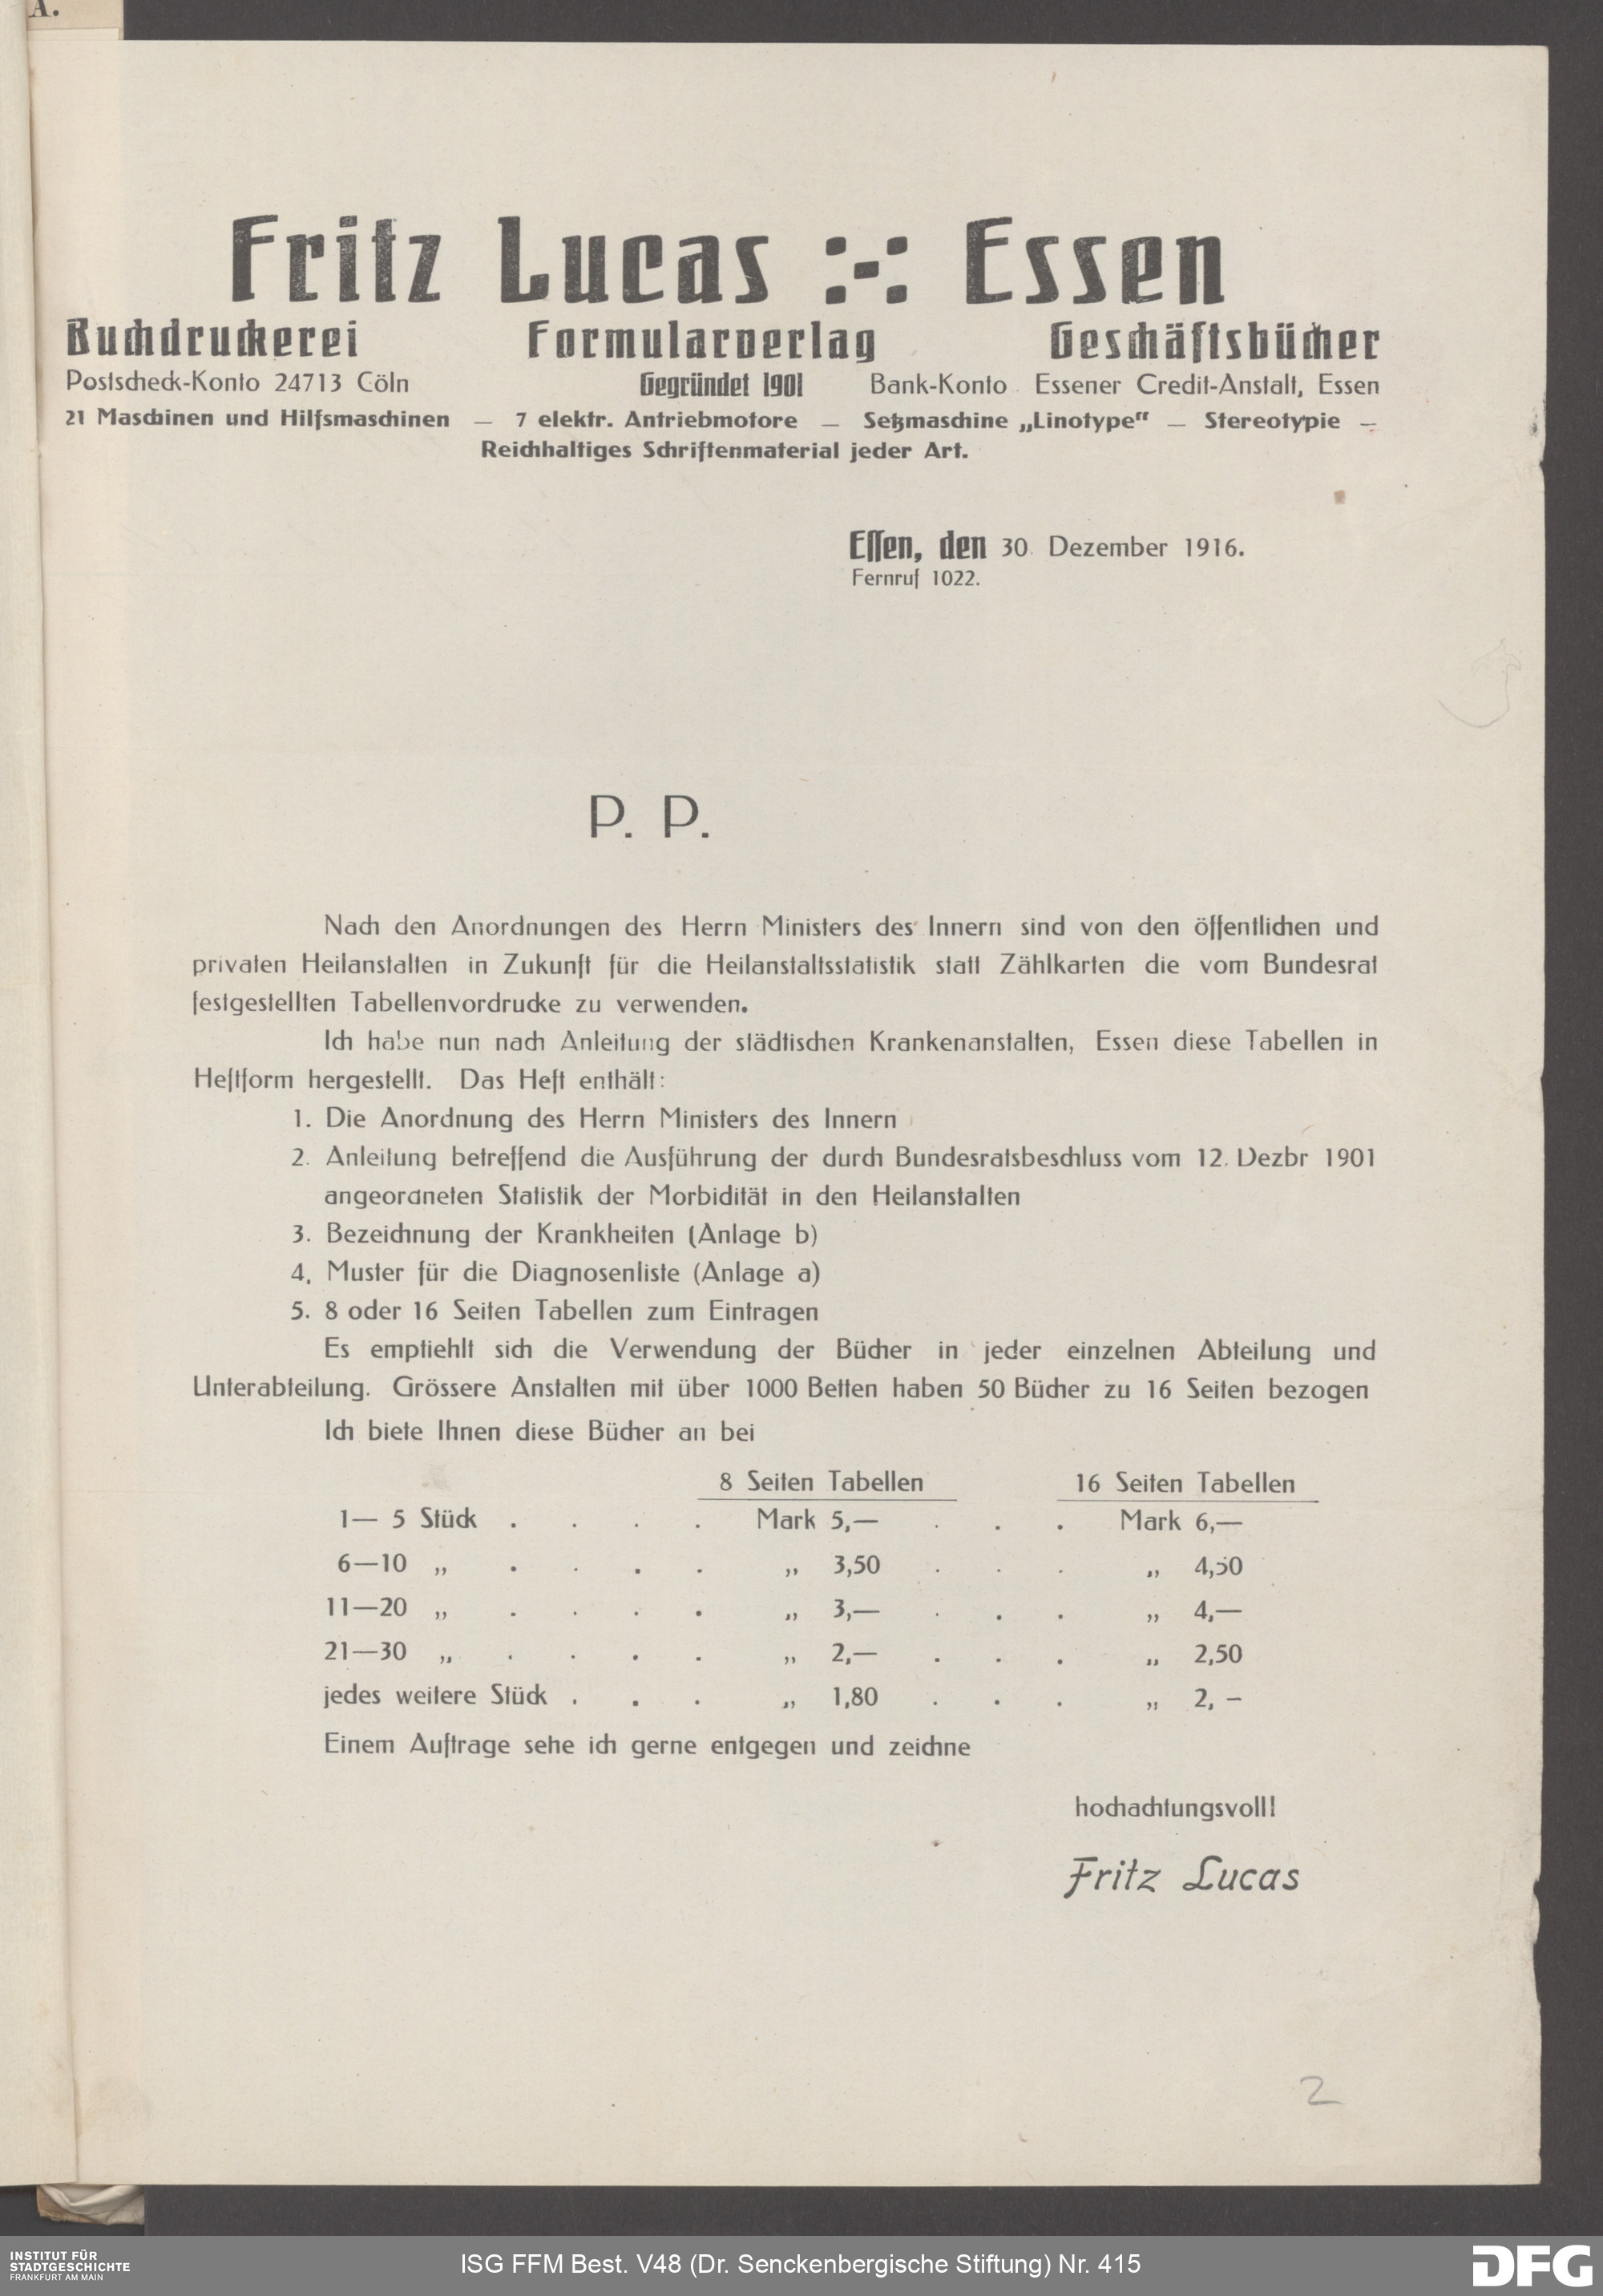 A.
Fritz Lucas :-: Essen
Buchdruckerei Formularverlag Geschäftsbücher
Postscheck-Konto 24713 Cöln Gegründet 1901 Bank-Konto Essener Credit-Anstalt, Essen
21 Maschinen und Hilfsmaschinen — 7 elektr. Antriebmotore — Setzmaschine „Linotype“ — Stereotypie —
Reichhaltiges Schriftenmaterial jeder Art.
Essen, den 30. Dezember 1916.
Fernruf 1022.
P. P.
Nach den Anordnungen des Herrn Ministers des Innern sind von den öffentlichen und
privaten Heilanstalten in Zukunft für die Heilanstaltsstatistik statt Zählkarten die vom Bundesrat
festgestellten Tabellenvordrucke zu verwenden.
Ich habe nun nach Anleitung der städtischen Krankenanstalten, Essen diese Tabellen in
Heftform hergestellt. Das Heft enthält:
1. Die Anordnung des Herrn Ministers des Innern
2. Anleitung betreffend die Ausführung der durch Bundesratsbeschluss vom 12. Dezbr 1901
angeordneten Statistik der Morbidität in den Heilanstalten
3. Bezeichnung der Krankheiten (Anlage b)
4. Muster für die Diagnosenliste (Anlage a)
5. 8 oder 16 Seiten Tabellen zum Eintragen
Es emptiehlt sich die Verwendung der Bücher in jeder einzelnen Abteilung und
Unterabteilung. Grössere Anstalten mit über 1000 Betten haben 50 Bücher zu 16 Seiten bezogen
Ich biete Ihnen diese Bücher an bei
8 Seiten Tabellen 16 Seiten Tabellen
1— 5 Stück . . . . Mark 5,— . . . Mark 6,—
6—10 „ . . . . „ 3,50 . . . „ 4,50
11—20 „ . . . . „ 3,— . . . „ 4,—
21—30 „ . . . . „ 2,— . . . „ 2,50
jedes weitere Stück . . . „ 1,80 . . . „ 2, –
Einem Auftrage sehe ich gerne entgegen und zeichne
hochachtungsvoll!
Fritz Lucas
2
INSTITUT FÜR
STADTGESCHICHTE
FRANKFURT AM MAIN
ISG FFM Best. V48 (Dr. Senckenbergische Stiftung) Nr. 415
DFG